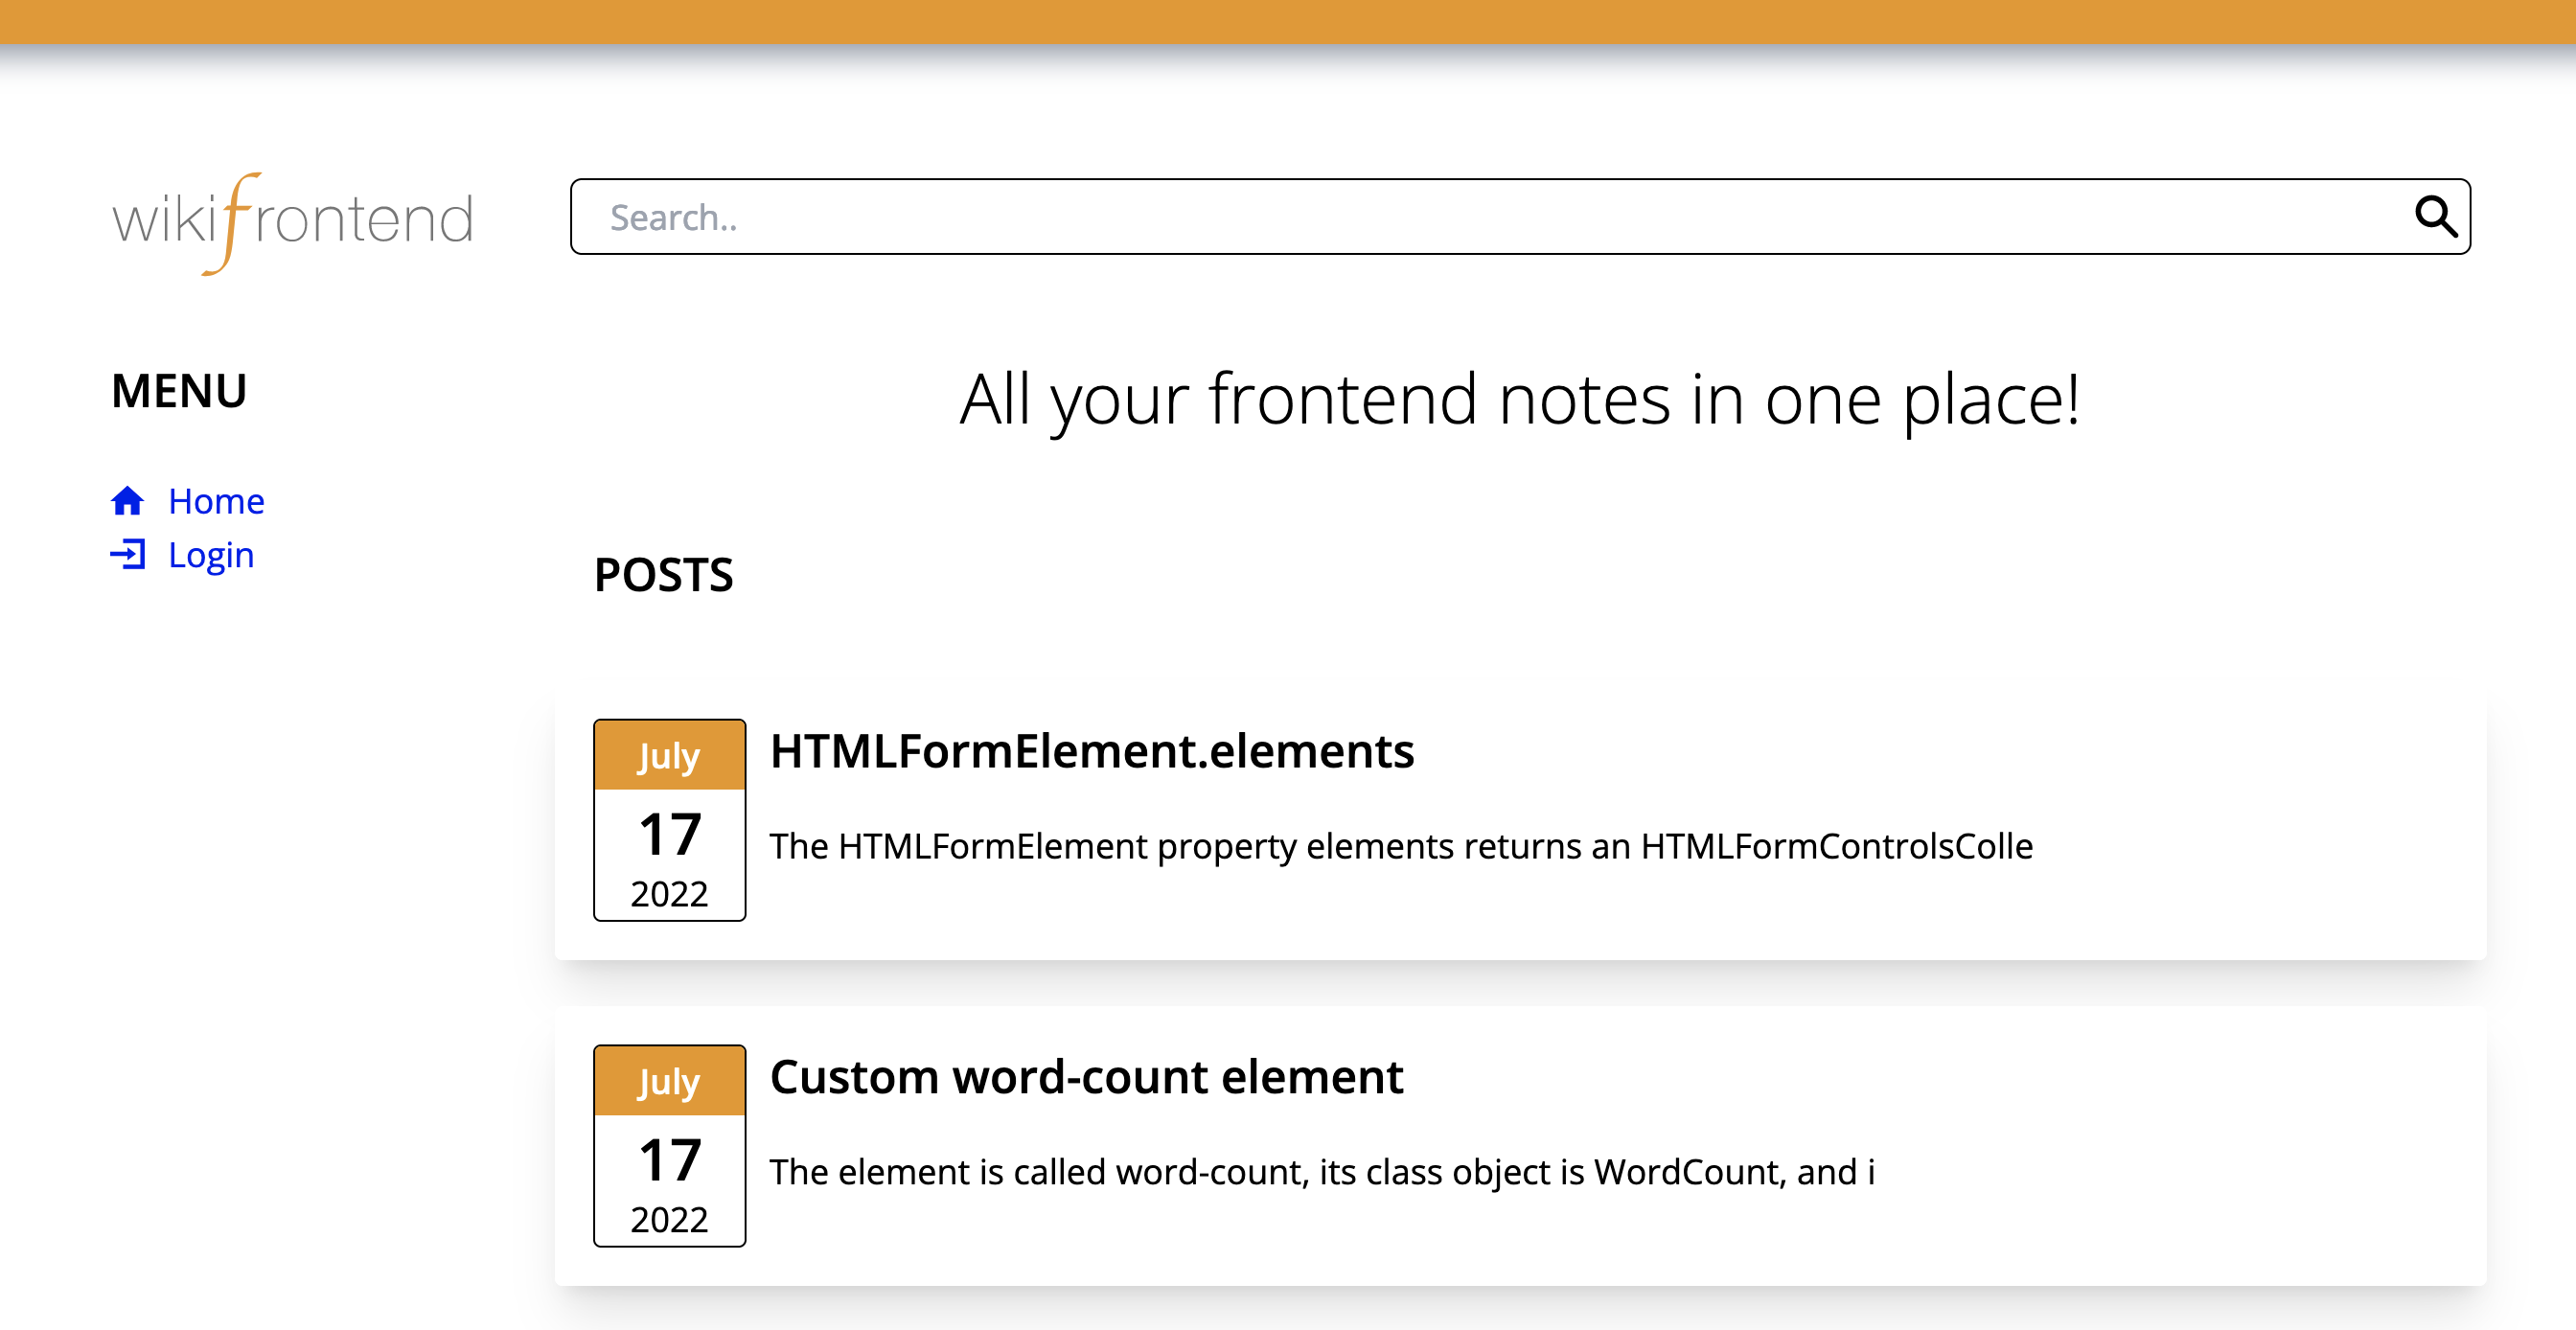 wikifrontend
Search..
MENU
Home
Login
All your frontend notes in one place!
POSTS
July
17
2022
HTMLFormElement.elements
The HTMLFormElement property elements returns an HTMLFormControlsColle
July
17
2022
Custom word-count element
The element is called word-count, its class object is WordCount, and i